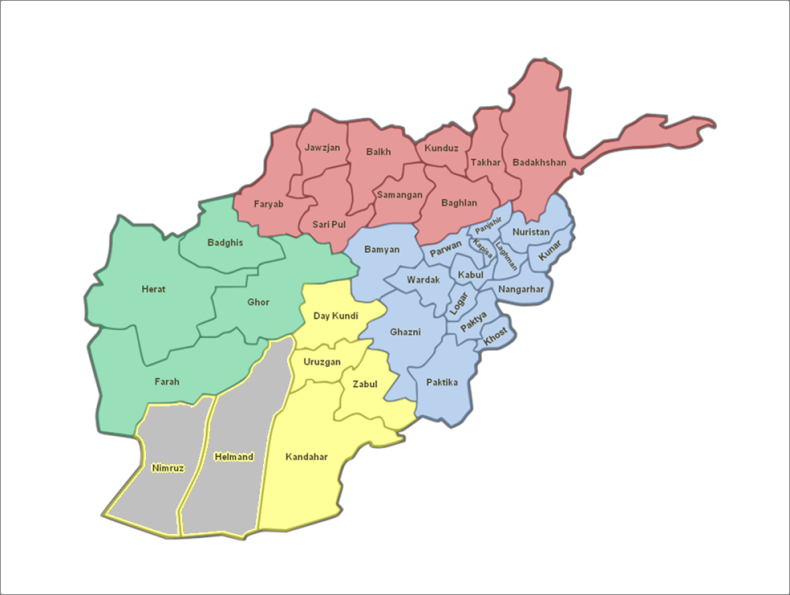 Jawzjan
Balkh
Kunduz
Takhar
Badakhshan
Faryab
Samangan
Baghlan
Sari Pul
Badghis
Bamyan
Parwan
Panjshir
Kapisa
Laghman
Nuristan
Kunar
Herat
Ghor
Wardak
Kabul
Nangarhar
Logar
Day Kundi
Ghazni
Paktya
Khost
Uruzgan
Farah
Zabul
Paktika
Nimruz
Helmand
Kandahar